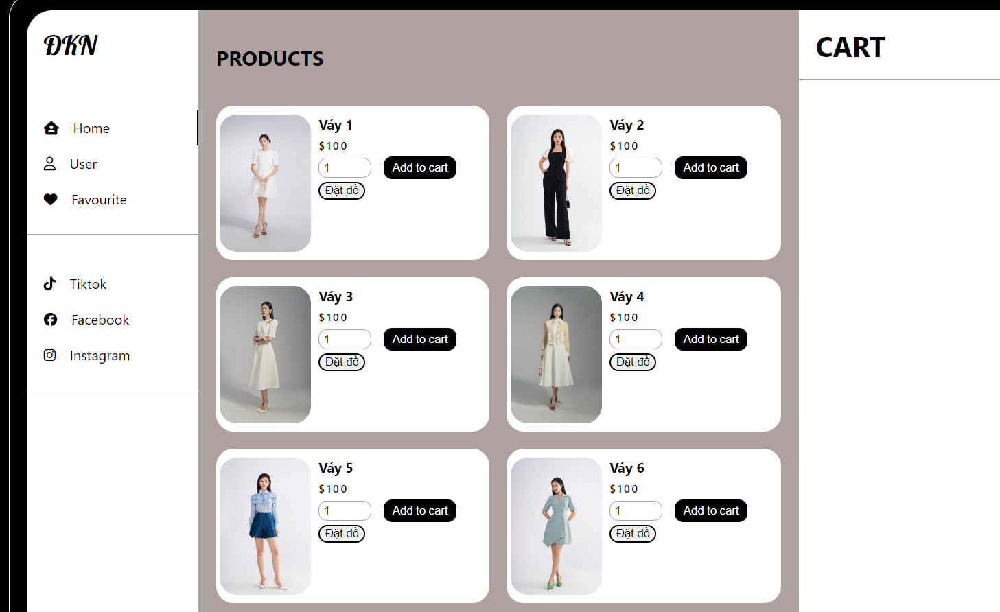 ĐKN
Home
User
Favourite
Tiktok
Facebook
Instagram
PRODUCTS
Váy 1
$100
1
Add to cart
Đặt đồ
Váy 2
$100
1
Add to cart
Đặt đồ
Váy 3
$100
1
Add to cart
Đặt đồ
Váy 4
$100
1
Add to cart
Đặt đồ
Váy 5
$100
1
Add to cart
Đặt đồ
Váy 6
$100
1
Add to cart
Đặt đồ
CART